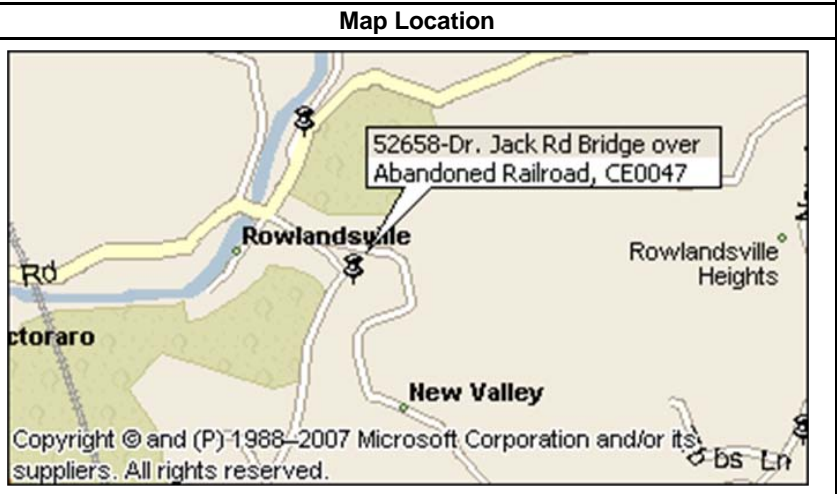 Map Location
52658-Dr. Jack Rd Bridge over
Abandoned Railroad, CE0047
Rowlandsville
Rowlandsville
Heights
Rd
ctoraro
New Valley
Copyright © and (P) 1988–2007 Microsoft Corporation and/or its
suppliers. All rights reserved.
bs Ln